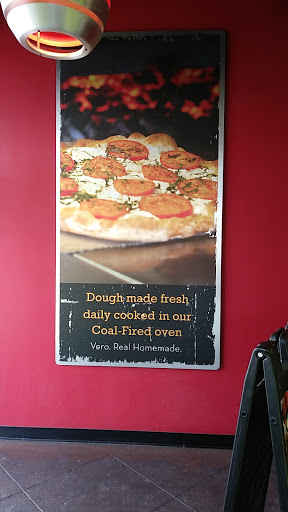 Dough made fresh
daily cooked in our
Coal-Fired oven
Vero. Real Homemade.